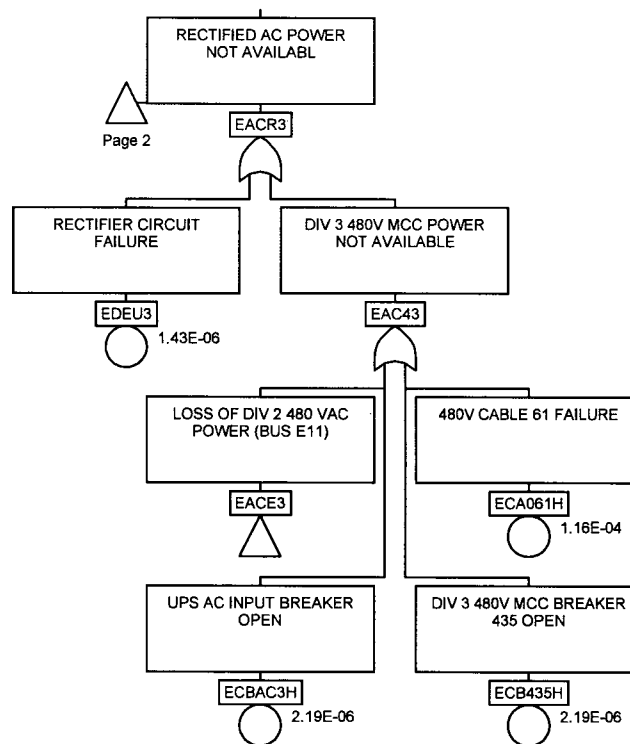 RECTIFIED AC POWER
NOT AVAILABL
Page 2
EACR3
RECTIFIER CIRCUIT
FAILURE
DIV 3 480V MCC POWER
NOT AVAILABLE
EDEU3
1.43E-06
EAC43
LOSS OF DIV 2 480 VAC
POWER (BUS E11)
480V CABLE 61 FAILURE
EACE3
ECA061H
1.16E-04
UPS AC INPUT BREAKER
OPEN
DIV 3 480V MCC BREAKER
435 OPEN
ECBAC3H
2.19E-06
ECB435H
2.19E-06